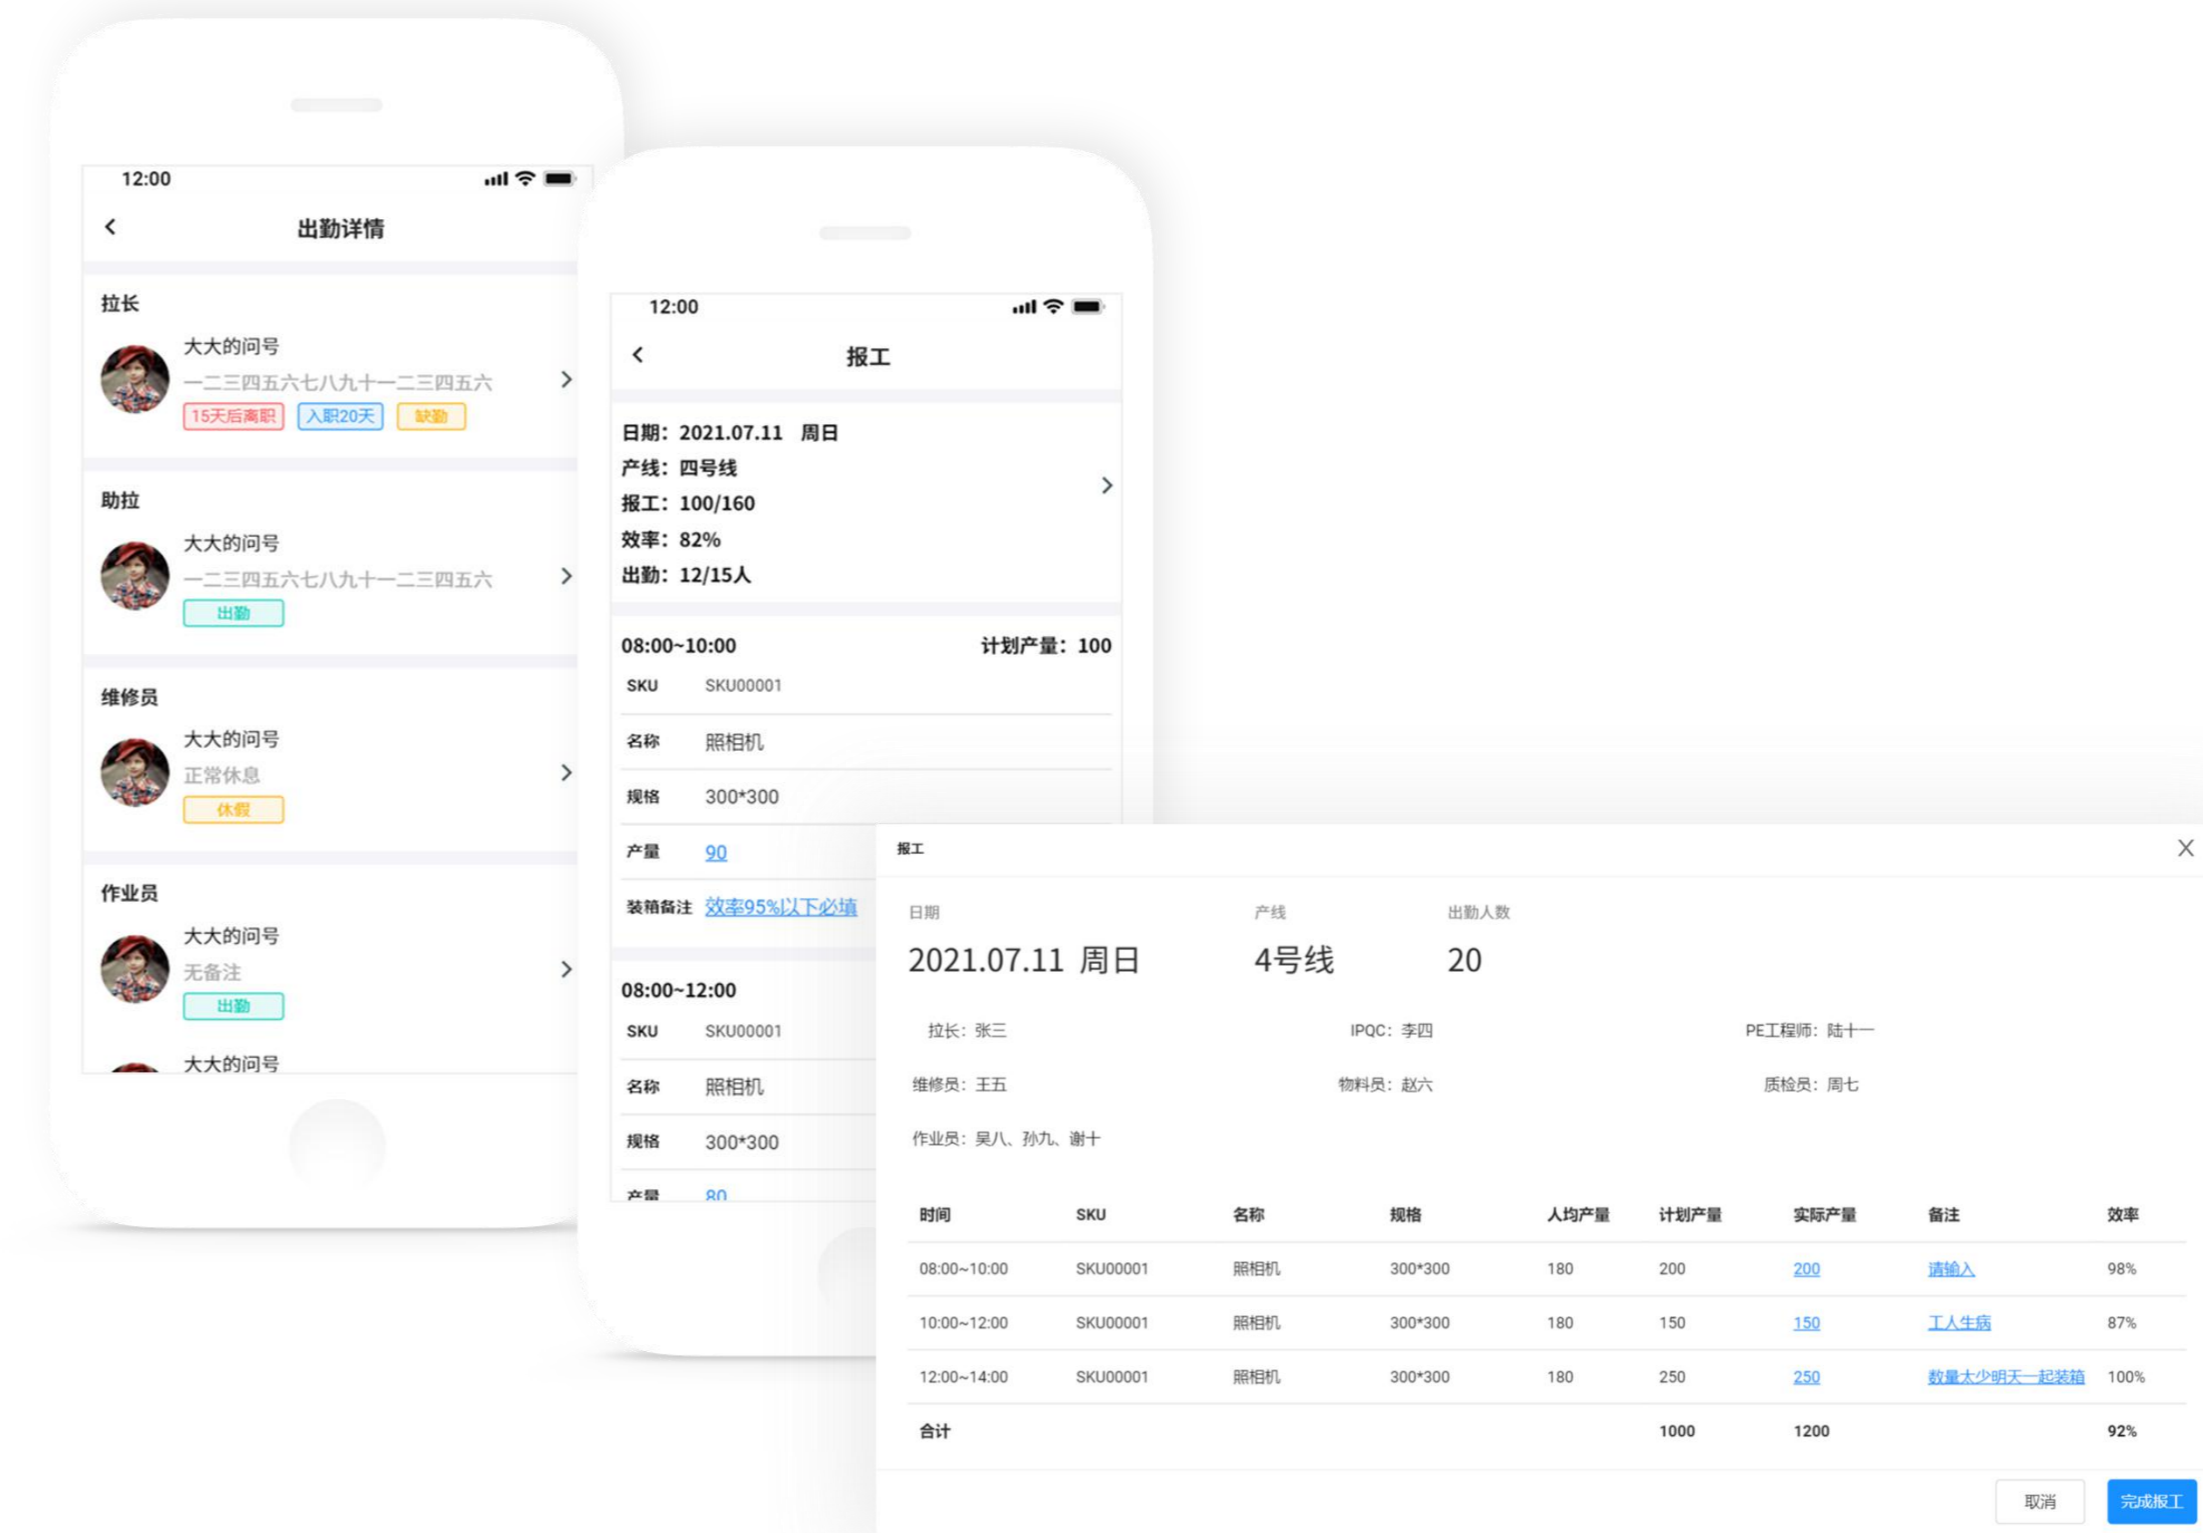 12:00
出勤详情
拉长
大大的问号
一二三四五六七八九十一二三四五六
15天后离职 入职20天 缺勤
助拉
大大的问号
一二三四五六七八九十一二三四五六
出勤
维修员
大大的问号
正常休息
休假
作业员
大大的问号
无备注
出勤
大大的问号
12:00
报工
日期：2021.07.11 周日
产线：四号线
报工：100/160
效率：82%
出勤：12/15人
08:00~10:00 计划产量：100
SKU SKU00001
名称 照相机
规格 300*300
产量 90
装箱备注 效率95%以下必填
08:00~12:00
SKU SKU00001
名称 照相机
规格 300*300
产量 80
报工 X
日期 产线 出勤人数
2021.07.11 周日 4号线 20
拉长：张三 IPQC：李四 PE工程师：陆十一
维修员：王五 物料员：赵六 质检员：周七
作业员：吴八、孙九、谢十
时间 SKU 名称 规格 人均产量 计划产量 实际产量 备注 效率
08:00~10:00 SKU00001 照相机 300*300 180 200 200 请输入 98%
10:00~12:00 SKU00001 照相机 300*300 180 150 150 工人生病 87%
12:00~14:00 SKU00001 照相机 300*300 180 250 250 数量太少明天一起装箱 100%
合计 1000 1200 92%
取消 完成报工